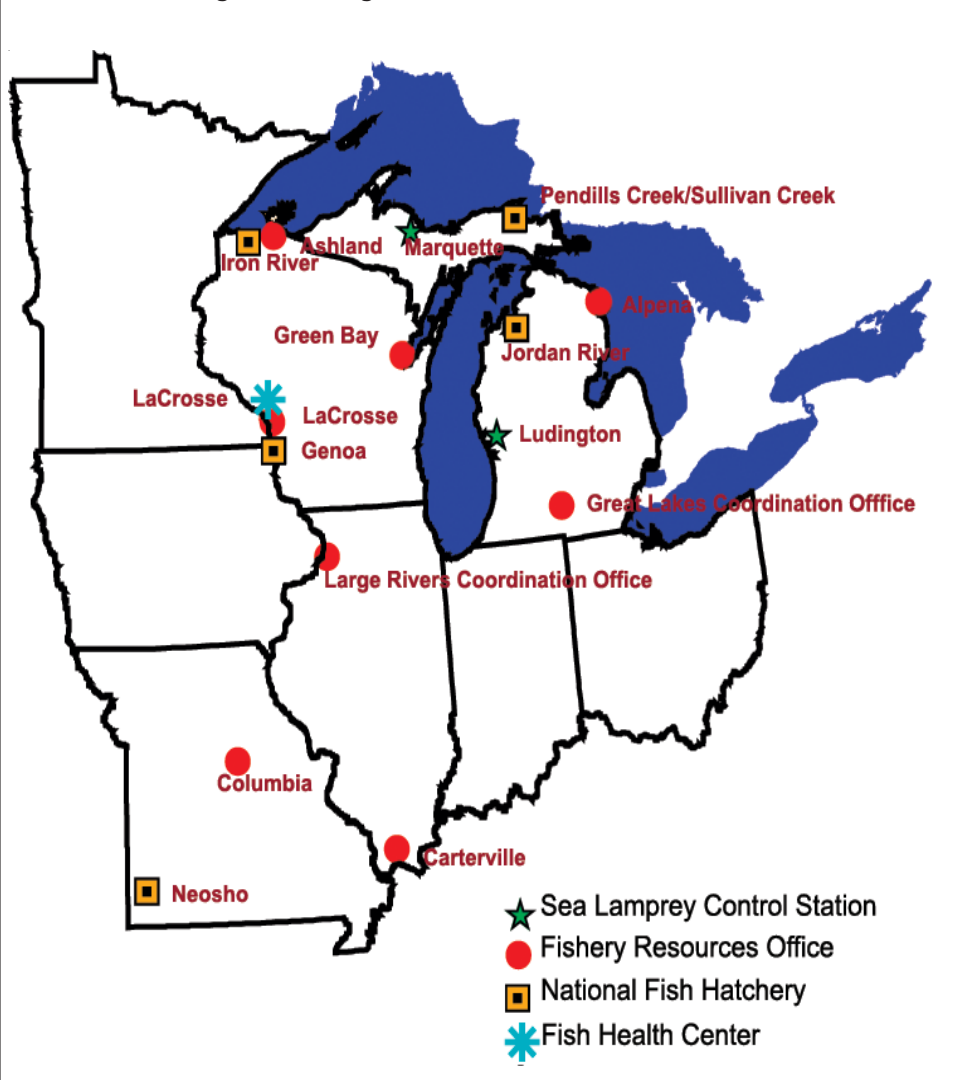 Pendills Creek/Sullivan Creek
Ashland
Marquette
Iron River
Alpena
Green Bay
Jordan River
LaCrosse
LaCrosse
Ludington
Genoa
Great Lakes Coordination Offfice
Large Rivers Coordination Office
Columbia
Carterville
Neosho
Sea Lamprey Control Station
Fishery Resources Office
National Fish Hatchery
Fish Health Center